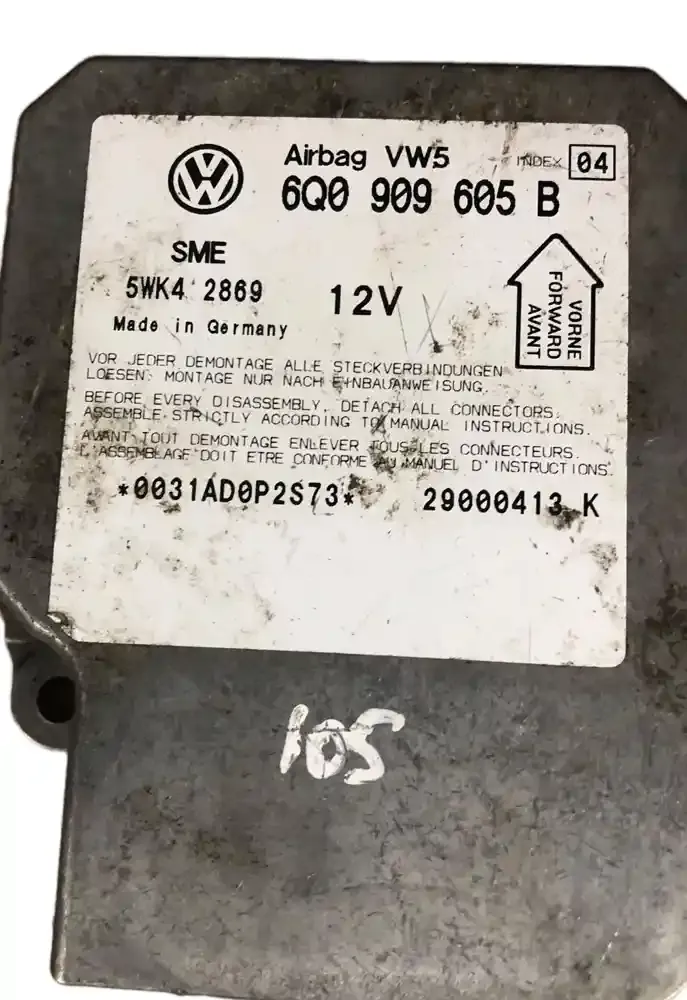 Airbag VW5 INDEX 04
6Q0 909 605 B
SME
5WK4 2869 12V
Made in Germany
VORNE
FORWARD
AVANT
VOR JEDER DEMONTAGE ALLE STECKVERBINDUNGEN
LOESEN. MONTAGE NUR NACH EINBAUANWEISUNG.
BEFORE EVERY DISASSEMBLY, DETACH ALL CONNECTORS.
ASSEMBLE STRICTLY ACCORDING TO MANUAL INSTRUCTIONS.
AVANT TOUT DEMONTAGE ENLEVER TOUS LES CONNECTEURS.
L'ASSEMBLAGE DOIT ETRE CONFORME AU MANUEL D'INSTRUCTIONS.
*0031AD0P2S73* 29000413 K
105